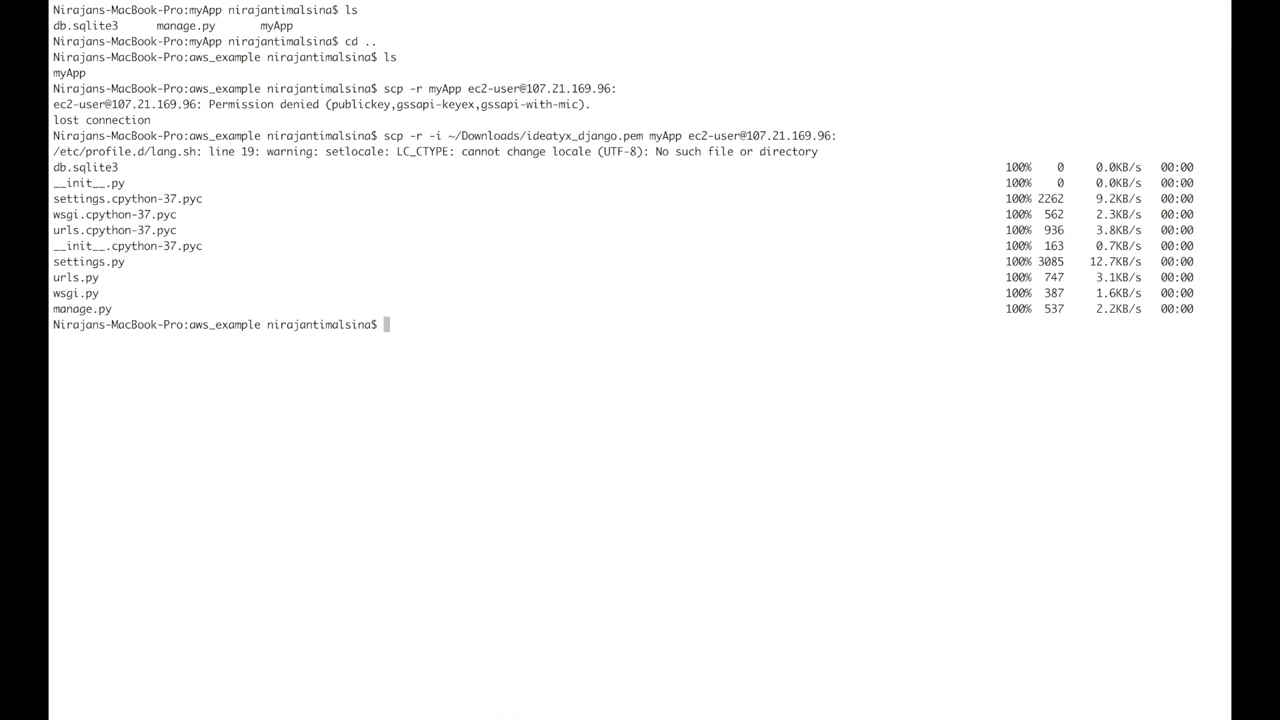 Nirajans-MacBook-Pro:myApp nirajantimalsina$ ls
db.sqlite3 manage.py myApp
Nirajans-MacBook-Pro:myApp nirajantimalsina$ cd ..
Nirajans-MacBook-Pro:aws_example nirajantimalsina$ ls
myApp
Nirajans-MacBook-Pro:aws_example nirajantimalsina$ scp -r myApp ec2-user@107.21.169.96:
ec2-user@107.21.169.96: Permission denied (publickey,gssapi-keyex,gssapi-with-mic).
lost connection
Nirajans-MacBook-Pro:aws_example nirajantimalsina$ scp -r -i ~/Downloads/ideatyx_django.pem myApp ec2-user@107.21.169.96:
/etc/profile.d/lang.sh: line 19: warning: setlocale: LC_CTYPE: cannot change locale (UTF-8): No such file or directory
db.sqlite3 100% 0 0.0KB/s 00:00
__init__.py 100% 0 0.0KB/s 00:00
settings.cpython-37.pyc 100% 2262 9.2KB/s 00:00
wsgi.cpython-37.pyc 100% 562 2.3KB/s 00:00
urls.cpython-37.pyc 100% 936 3.8KB/s 00:00
__init__.cpython-37.pyc 100% 163 0.7KB/s 00:00
settings.py 100% 3085 12.7KB/s 00:00
urls.py 100% 747 3.1KB/s 00:00
wsgi.py 100% 387 1.6KB/s 00:00
manage.py 100% 537 2.2KB/s 00:00
Nirajans-MacBook-Pro:aws_example nirajantimalsina$